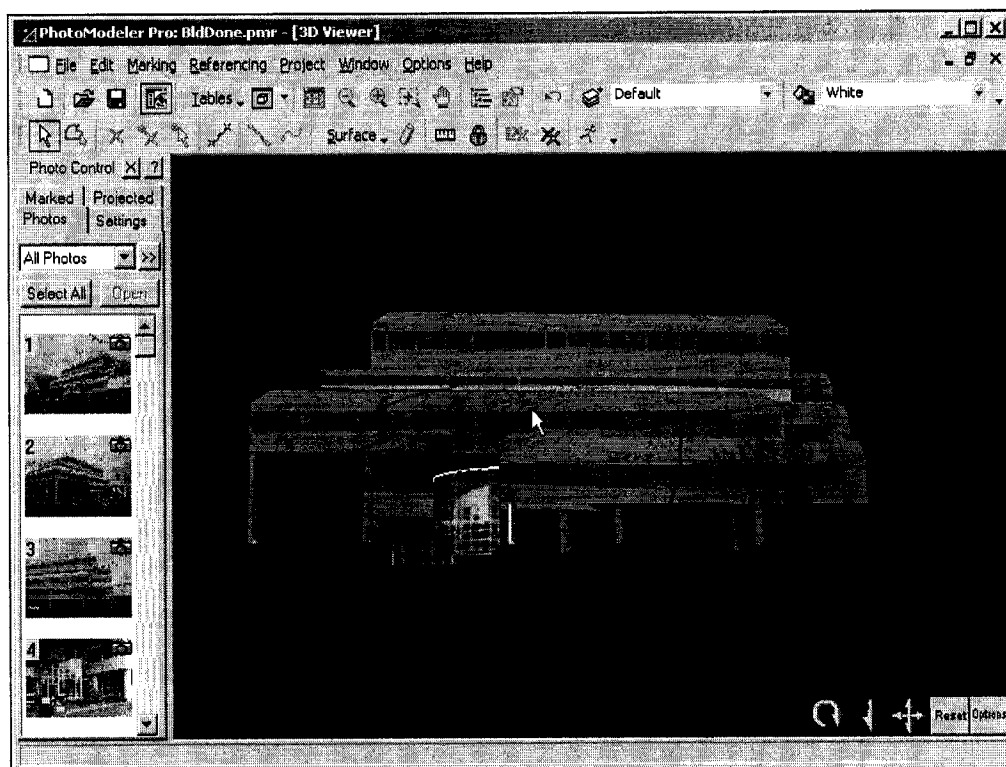 PhotoModeler Pro: BldDone.pmr - [3D Viewer]
File Edit Marking Referencing Project Window Options Help
Tables Default White
Surface
Photo Control X ?
Marked Projected
Photos Settings
All Photos >>
Select All Open
1
2
3
4
Reset Options